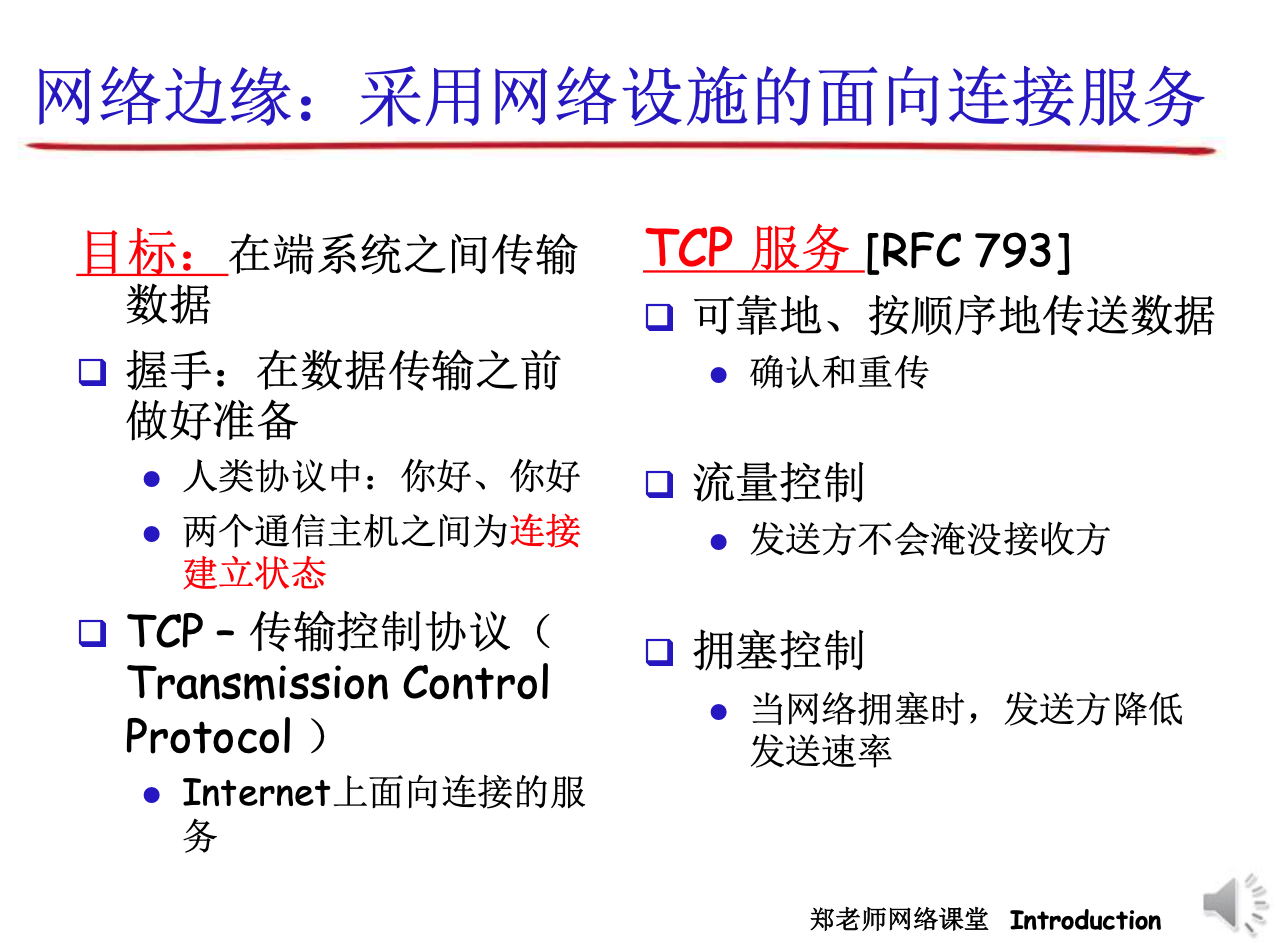 网络边缘：采用网络设施的面向连接服务
目标：在端系统之间传输
数据
握手：在数据传输之前
做好准备
人类协议中：你好、你好
两个通信主机之间为连接
建立状态
TCP – 传输控制协议（
Transmission Control
Protocol ）
Internet上面向连接的服
务
TCP 服务 [RFC 793]
可靠地、按顺序地传送数据
确认和重传
流量控制
发送方不会淹没接收方
拥塞控制
当网络拥塞时，发送方降低
发送速率
郑老师网络课堂 Introduction